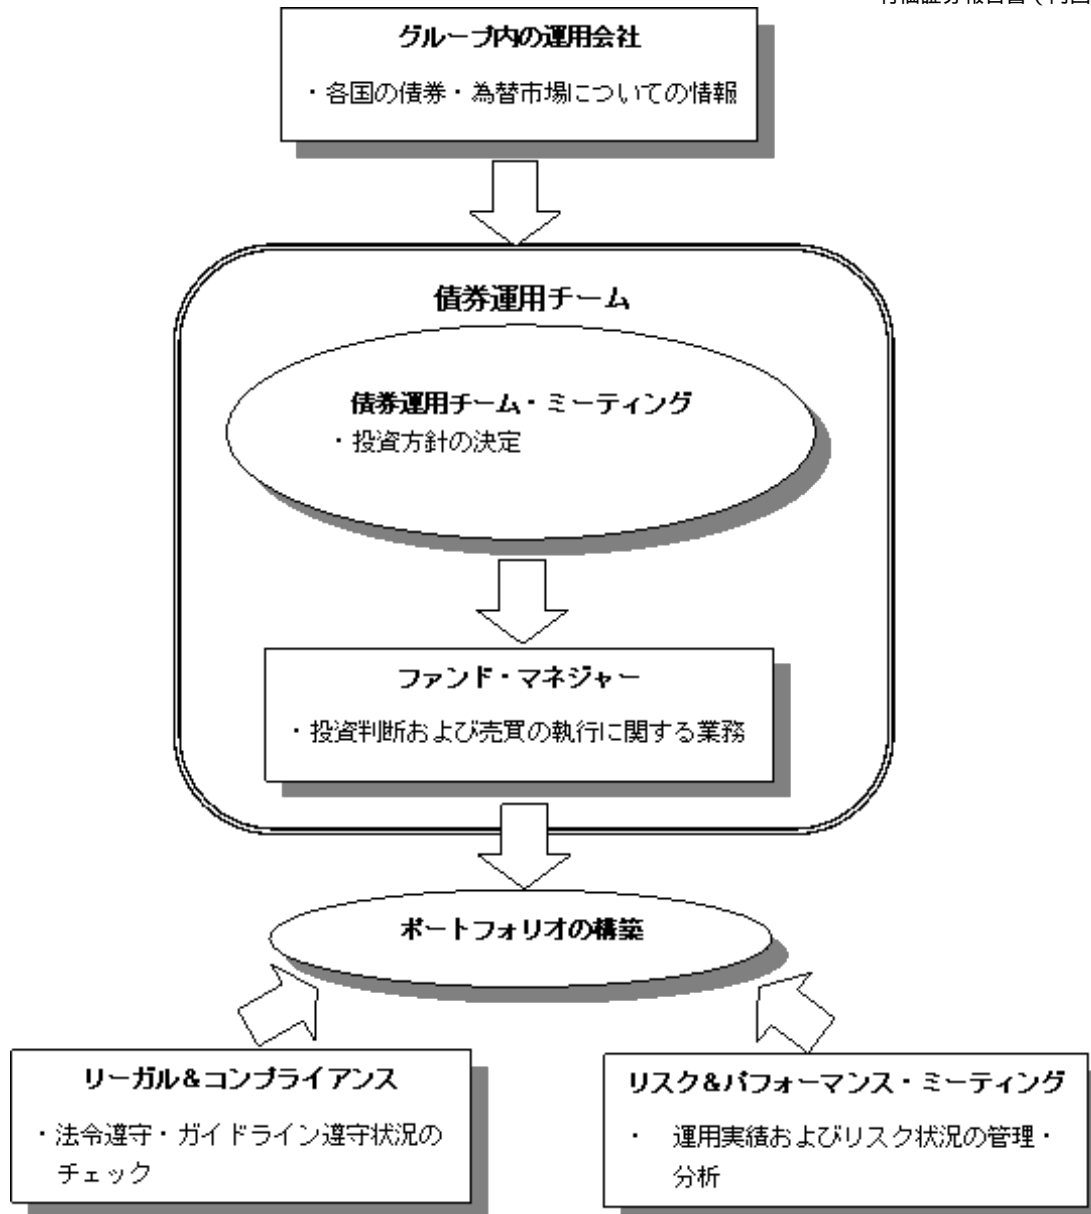 グループ内の運用会社
・各国の債券・為替市場についての情報
債券運用チーム
債券運用チーム・ミーティング
・投資方針の決定
ファンド・マネジャー
・投資判断および売買の執行に関する業務
ポートフォリオの構築
リーガル&コンプライアンス
・法令遵守・ガイドライン遵守状況の
チェック
リスク&パフォーマンス・ミーティング
・ 運用実績およびリスク状況の管理・
分析